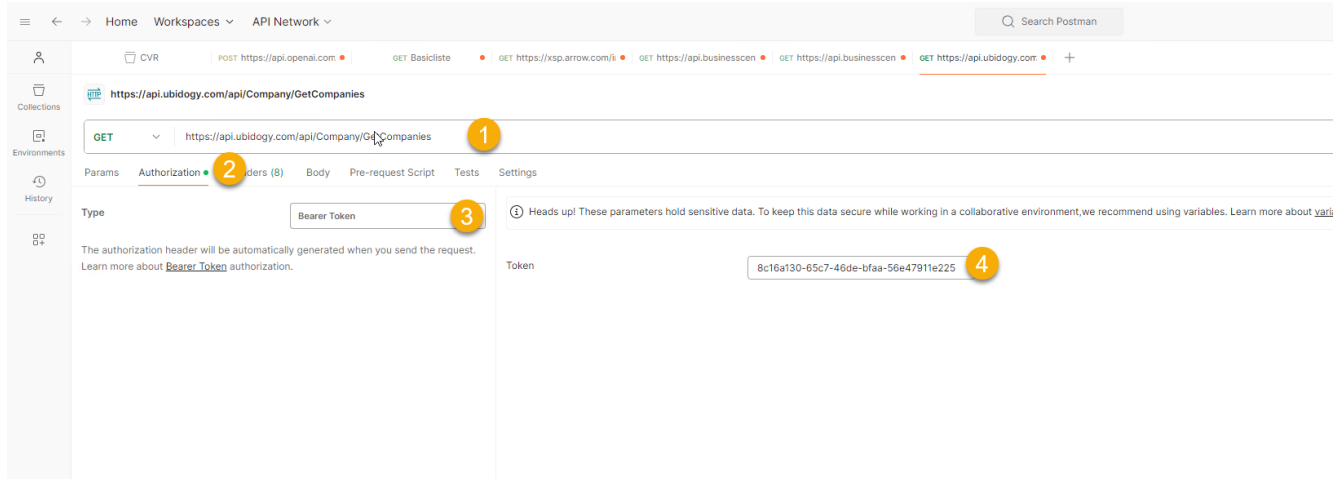 Home Workspaces API Network Search Postman
CVR POST https://api.openai.com GET Basicliste GET https://xsp.arrow.com/ii GET https://api.businesscen GET https://api.businesscen GET https://api.ubidogy.com
HTTP https://api.ubidogy.com/api/Company/GetCompanies
Collections
GET https://api.ubidogy.com/api/Company/GetCompanies 1
Environments
Params Authorization 2 ders (8) Body Pre-request Script Tests Settings
History
Type Bearer Token 3
Heads up! These parameters hold sensitive data. To keep this data secure while working in a collaborative environment,we recommend using variables. Learn more about varia
The authorization header will be automatically generated when you send the request.
Learn more about Bearer Token authorization.
Token 8c16a130-65c7-46de-bfaa-56e47911e225 4